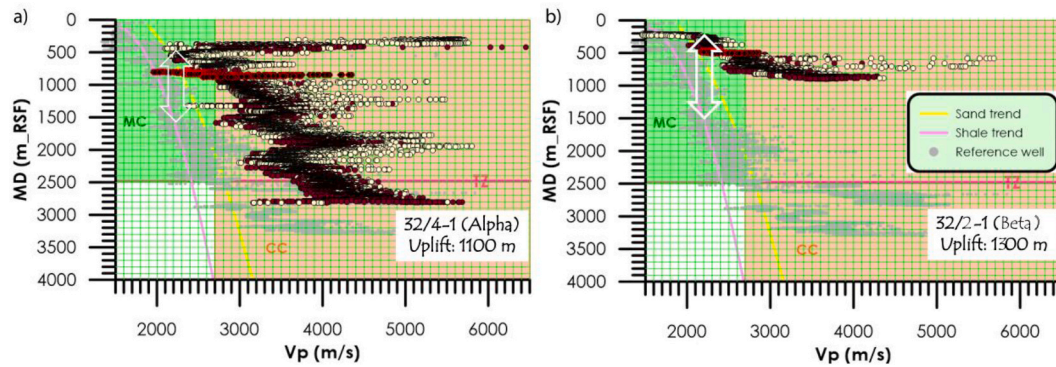 a)
b)
0
500
1000
1500
2000
2500
3000
3500
4000
MD (m_RSF)
MC
TZ
CC
32/4-1 (Alpha)
Uplift: 1100 m
2000 3000 4000 5000 6000
Vp (m/s)
0
500
1000
1500
2000
2500
3000
3500
4000
MD (m_RSF)
MC
Sand trend
Shale trend
Reference well
TZ
CC
32/2-1 (Beta)
Uplift: 1300 m
2000 3000 4000 5000 6000
Vp (m/s)